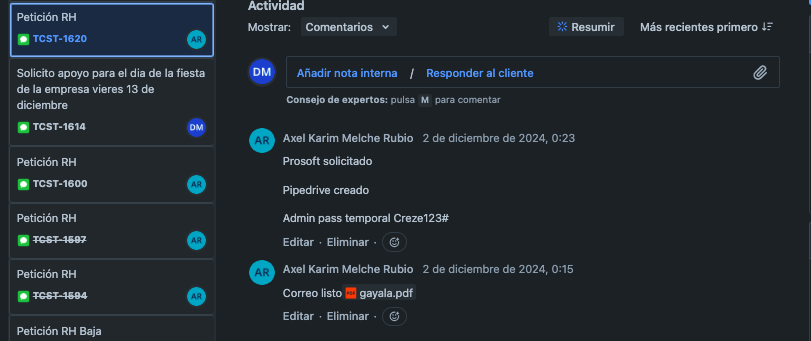 Petición RH
TCST-1620
AR
Solicito apoyo para el dia de la fiesta
de la empresa vieres 13 de
diciembre
TCST-1614
DM
Petición RH
TCST-1600
AR
Petición RH
TCST-1597
AR
Petición RH
TCST-1594
AR
Petición RH Baja
Actividad
Mostrar: Comentarios Resumir Más recientes primero
DM Añadir nota interna / Responder al cliente
Consejo de expertos: pulsa M para comentar
AR Axel Karim Melche Rubio 2 de diciembre de 2024, 0:23
Prosoft solicitado
Pipedrive creado
Admin pass temporal Creze123#
Editar · Eliminar ·
AR Axel Karim Melche Rubio 2 de diciembre de 2024, 0:15
Correo listo gayala.pdf
Editar · Eliminar ·